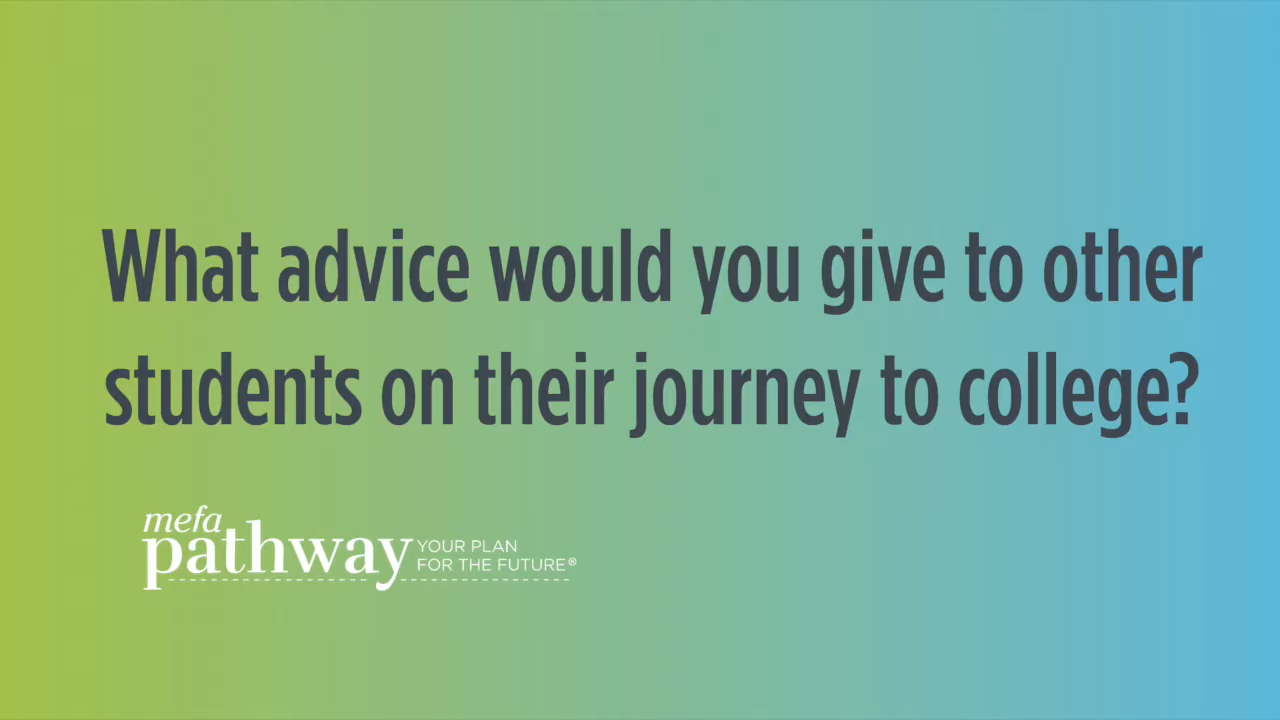 What advice would you give to other
students on their journey to college?
mefa
pathway
YOUR PLAN
FOR THE FUTURE®